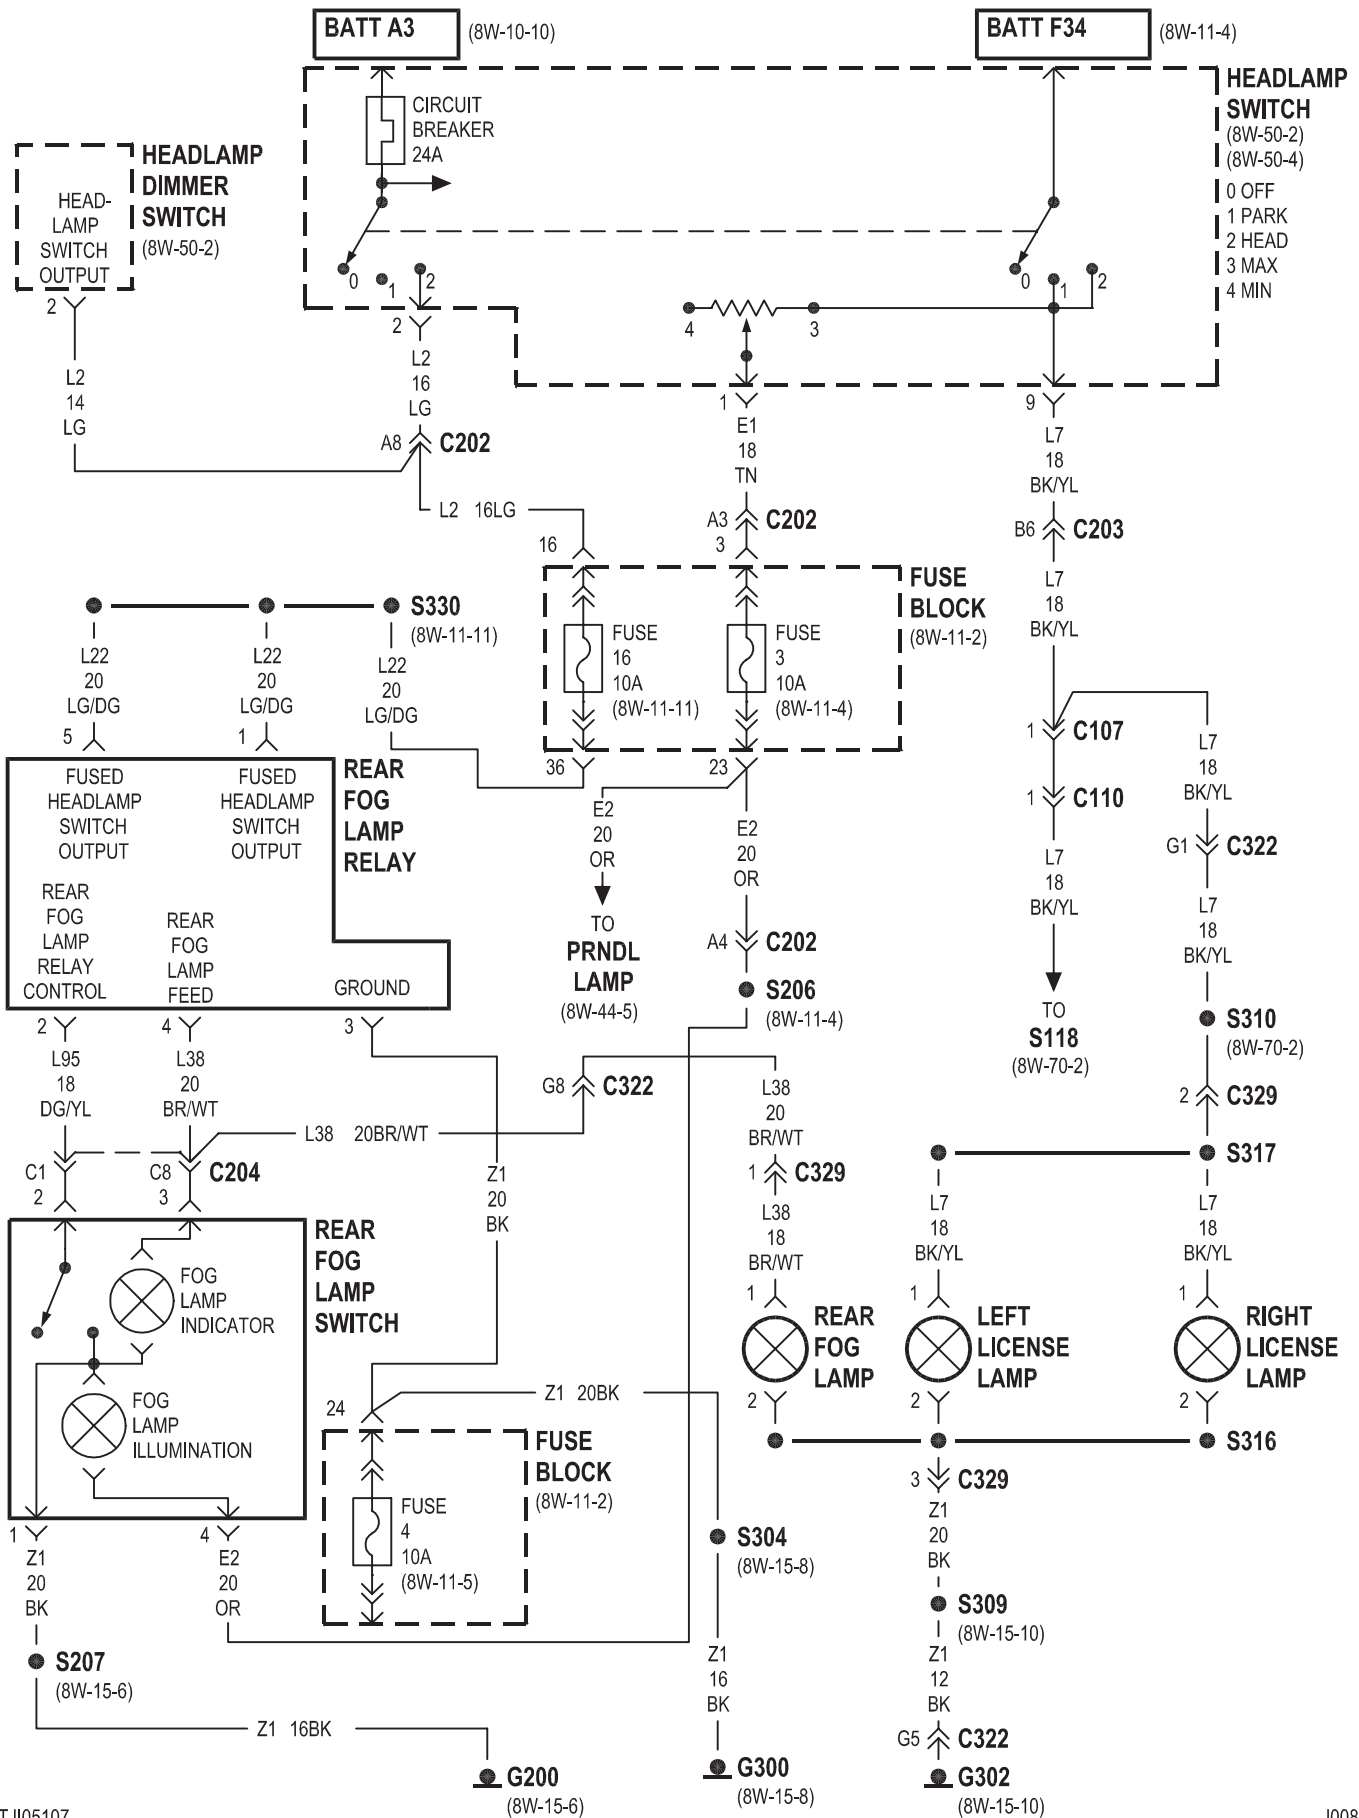 BATT A3
(8W-10-10)
BATT F34
(8W-11-4)
HEADLAMP
SWITCH
(8W-50-2)
(8W-50-4)
0 OFF
1 PARK
2 HEAD
3 MAX
4 MIN
CIRCUIT
BREAKER
24A
HEADLAMP
DIMMER
SWITCH
(8W-50-2)
HEAD-
LAMP
SWITCH
OUTPUT
2
0
1
2
0
1
2
4
3
2
L2
16
LG
L2
14
LG
A8
C202
L2 16LG
1
E1
18
TN
A3
C202
3
9
L7
18
BK/YL
B6
C203
L7
18
BK/YL
16
FUSE
BLOCK
(8W-11-2)
FUSE
16
10A
(8W-11-11)
FUSE
3
10A
(8W-11-4)
36
23
S330
(8W-11-11)
L22
20
LG/DG
L22
20
LG/DG
L22
20
LG/DG
5
1
REAR
FOG
LAMP
RELAY
FUSED
HEADLAMP
SWITCH
OUTPUT
FUSED
HEADLAMP
SWITCH
OUTPUT
REAR
FOG
LAMP
RELAY
CONTROL
REAR
FOG
LAMP
FEED
GROUND
E2
20
OR
TO
PRNDL
LAMP
(8W-44-5)
E2
20
OR
A4
C202
S206
(8W-11-4)
1
C107
1
C110
L7
18
BK/YL
TO
S118
(8W-70-2)
L7
18
BK/YL
G1
C322
L7
18
BK/YL
S310
(8W-70-2)
2
C329
S317
2
4
3
L95
18
DG/YL
L38
20
BR/WT
L38 20BR/WT
G8
C322
L38
20
BR/WT
1
C329
L38
18
BR/WT
C1
C8
C204
2
3
Z1
20
BK
L7
18
BK/YL
L7
18
BK/YL
REAR
FOG
LAMP
SWITCH
FOG
LAMP
INDICATOR
FOG
LAMP
ILLUMINATION
1
REAR
FOG
LAMP
2
1
LEFT
LICENSE
LAMP
2
1
RIGHT
LICENSE
LAMP
2
S316
Z1 20BK
24
FUSE
BLOCK
(8W-11-2)
FUSE
4
10A
(8W-11-5)
3
C329
Z1
20
BK
S309
(8W-15-10)
Z1
12
BK
G5
C322
G302
(8W-15-10)
S304
(8W-15-8)
Z1
16
BK
G300
(8W-15-8)
1
Z1
20
BK
4
E2
20
OR
S207
(8W-15-6)
Z1 16BK
G200
(8W-15-6)